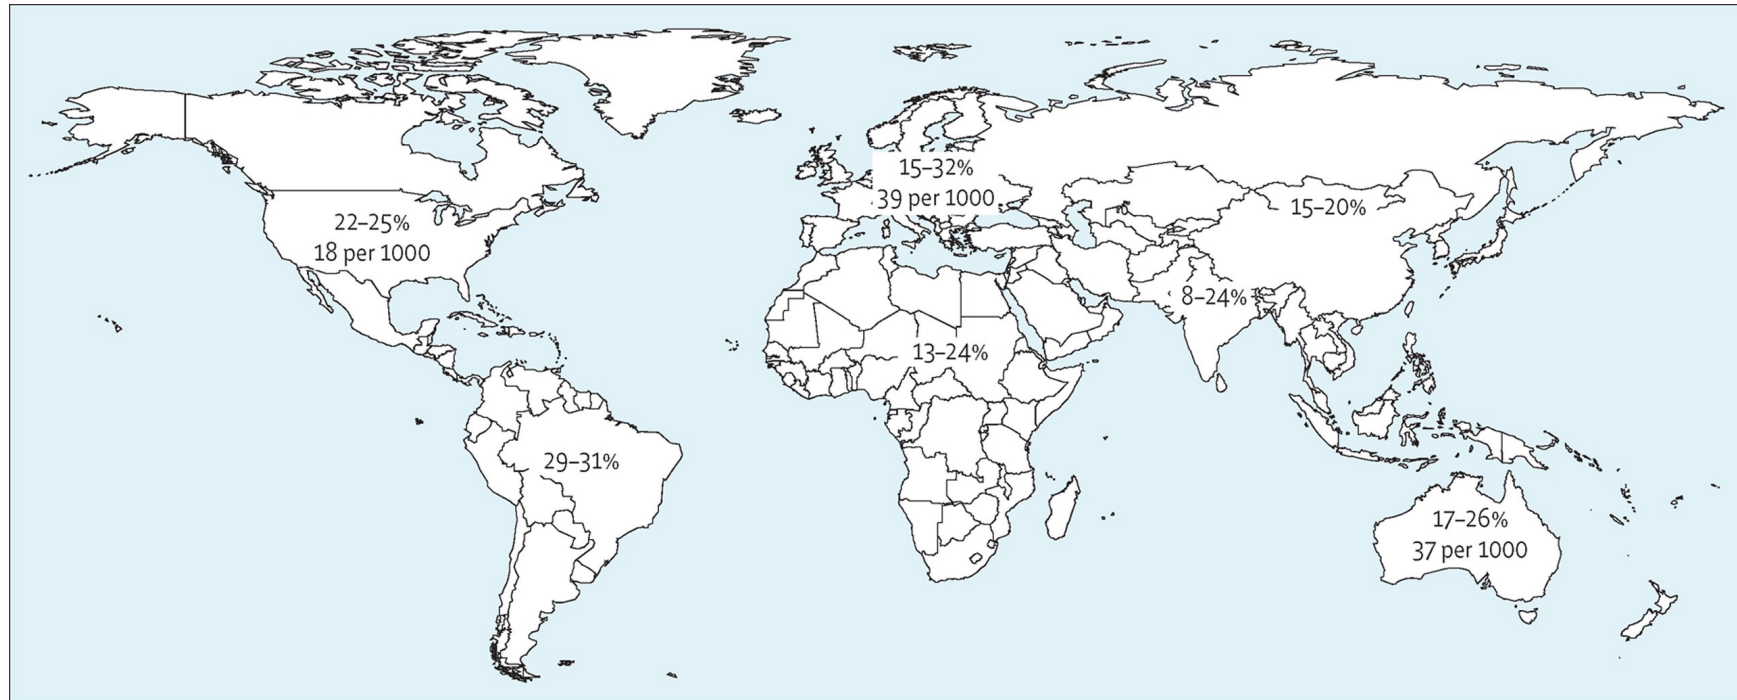 15–32%
39 per 1000
22–25%
18 per 1000
15–20%
8–24%
13–24%
29–31%
17–26%
37 per 1000